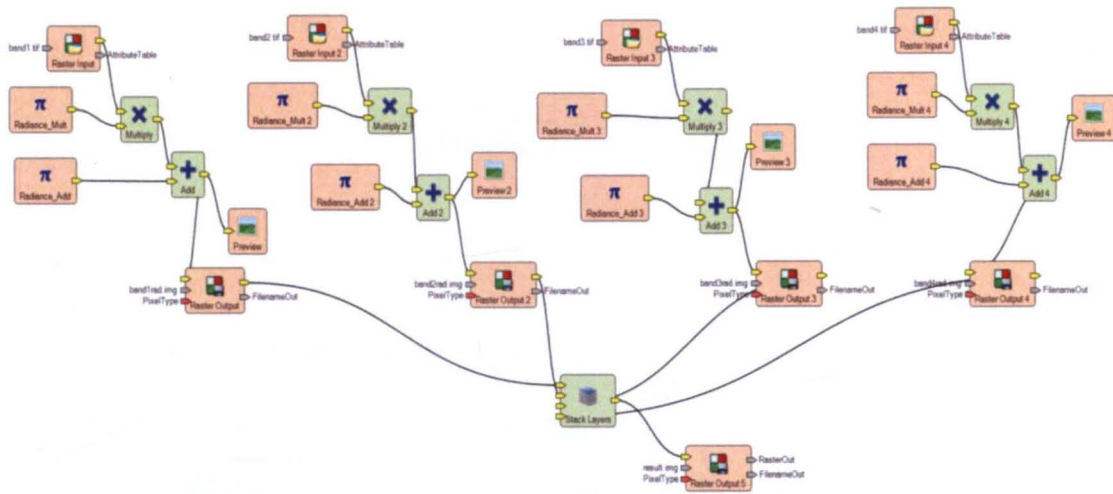 band1.tif
Raster Input
AttributeTable
π
Radiance_Mult
Multiply
π
Radiance_Add
Add
Preview
band1rad.img
PixelType
Raster Output
FilenameOut
band2.tif
Raster Input 2
AttributeTable
π
Radiance_Mult 2
Multiply 2
π
Radiance_Add 2
Add 2
Preview 2
band2rad.img
PixelType
Raster Output 2
FilenameOut
band3.tif
Raster Input 3
AttributeTable
π
Radiance_Mult 3
Multiply 3
π
Radiance_Add 3
Add 3
Preview 3
band3rad.img
PixelType
Raster Output 3
FilenameOut
band4.tif
Raster Input 4
AttributeTable
π
Radiance_Mult 4
Multiply 4
π
Radiance_Add 4
Add 4
Preview 4
band4rad.img
PixelType
Raster Output 4
FilenameOut
Stack Layers
result.img
PixelType
Raster Output 5
RasterOut
FilenameOut